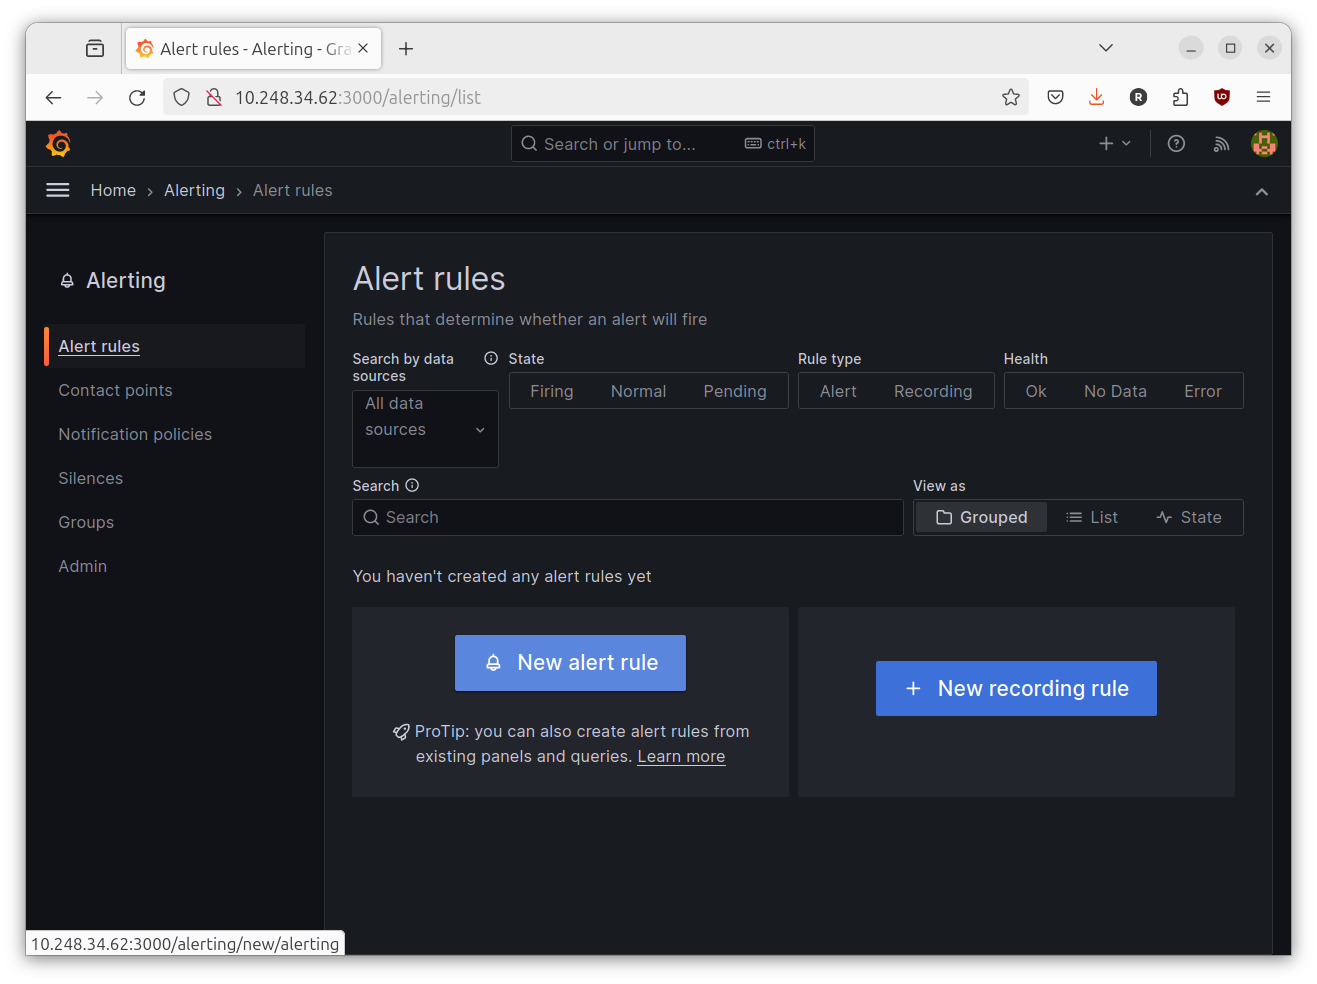 Alert rules - Alerting - Gra
10.248.34.62:3000/alerting/list
Search or jump to...
ctrl+k
Home
Alerting
Alert rules
Alerting
Alert rules
Contact points
Notification policies
Silences
Groups
Admin
Alert rules
Rules that determine whether an alert will fire
Search by data
sources
All data
sources
State
Firing Normal Pending
Rule type
Alert Recording
Health
Ok No Data Error
Search
Search
View as
Grouped List State
You haven't created any alert rules yet
New alert rule
ProTip: you can also create alert rules from
existing panels and queries. Learn more
New recording rule
10.248.34.62:3000/alerting/new/alerting